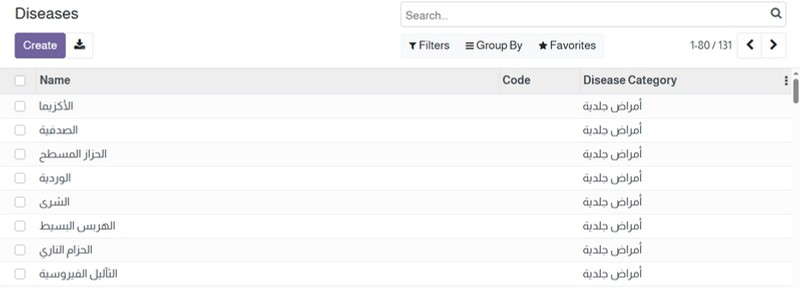 Diseases
Search...
Create
Filters Group By Favorites 1-80 / 131
Name Code Disease Category
الأكزيما أمراض جلدية
الصدفية أمراض جلدية
الحزاز المسطح أمراض جلدية
الوردية أمراض جلدية
الشرى أمراض جلدية
الهربس البسيط أمراض جلدية
الحزام الناري أمراض جلدية
الثآليل الفيروسية أمراض جلدية